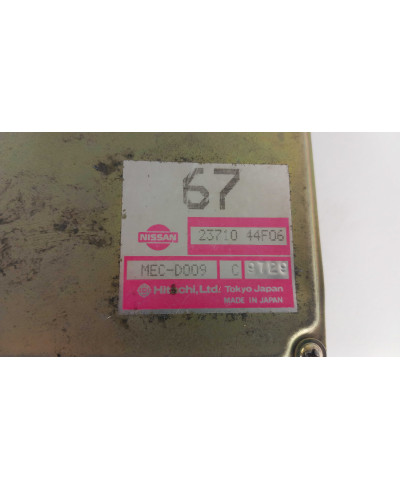 67
NISSAN 23710 44F06
MEC-D009 C
Hitachi, Ltd. Tokyo Japan
MADE IN JAPAN